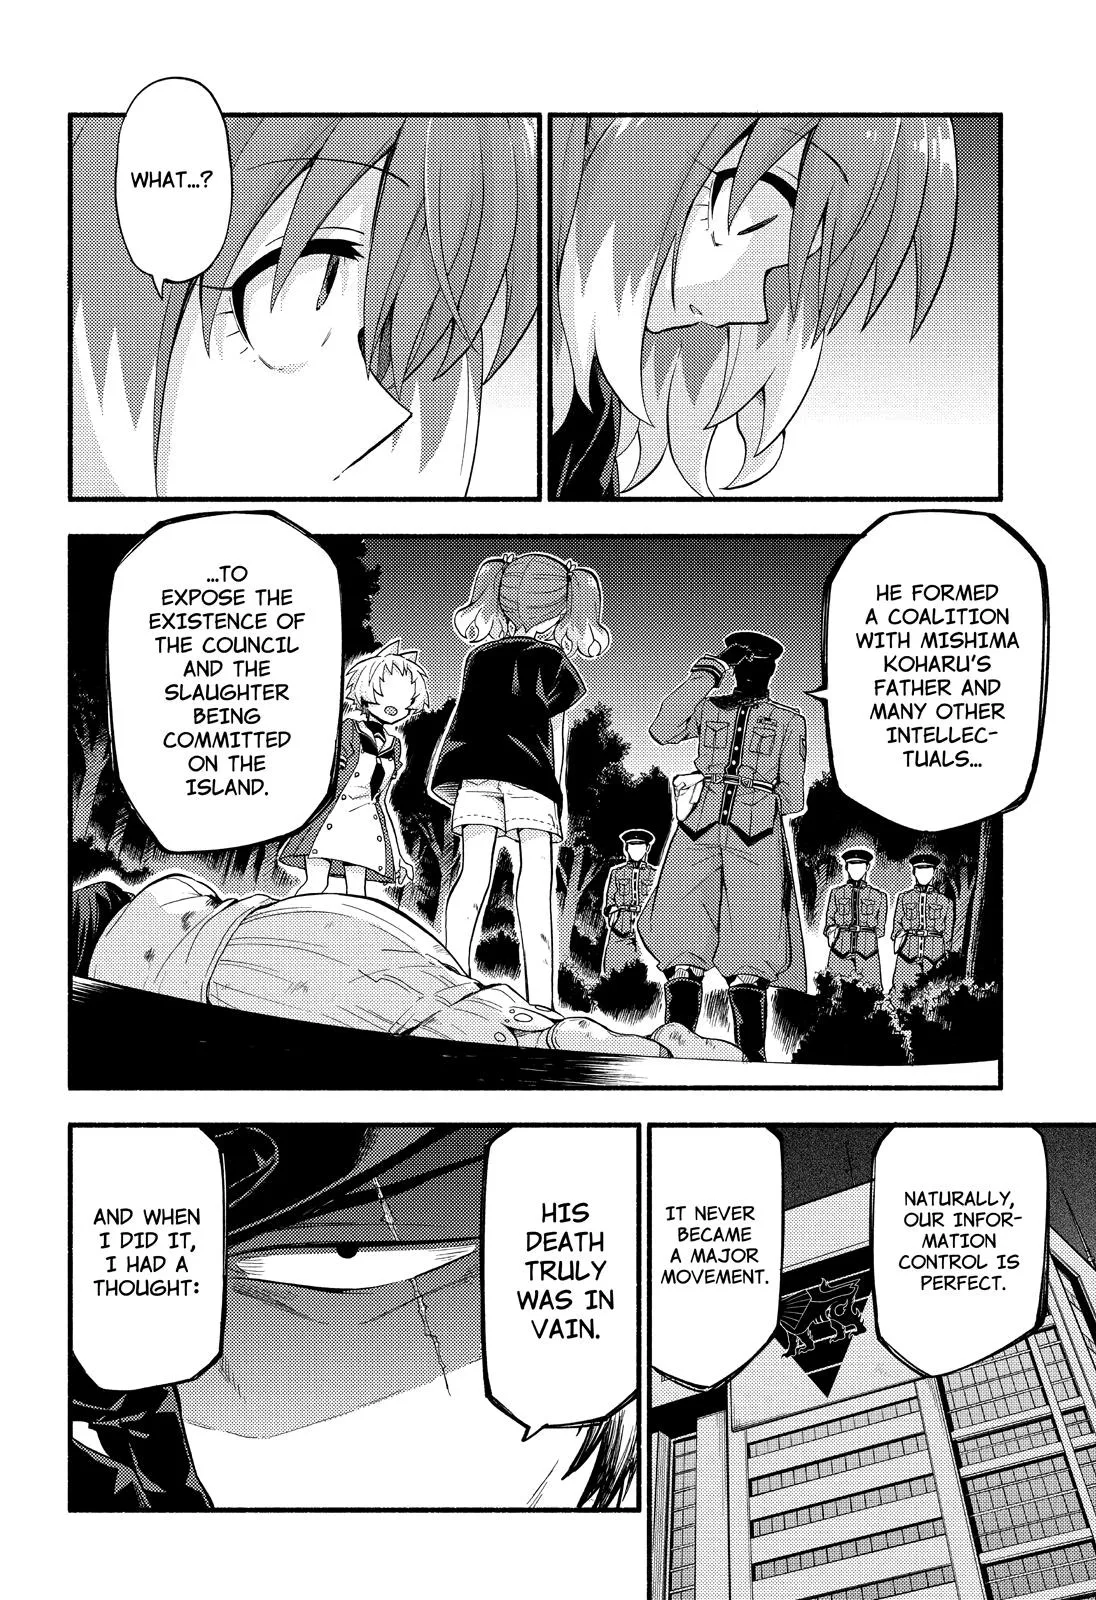 WHAT...?
HE FORMED
A COALITION
WITH MISHIMA
KOHARU'S
FATHER AND
MANY OTHER
INTELLEC-
TUALS...
...TO
EXPOSE THE
EXISTENCE OF
THE COUNCIL
AND THE
SLAUGHTER
BEING
COMMITTED
ON THE
ISLAND.
NATURALLY,
OUR INFOR-
MATION
CONTROL IS
PERFECT.
IT NEVER
BECAME
A MAJOR
MOVEMENT.
HIS
DEATH
TRULY
WAS IN
VAIN.
AND WHEN
I DID IT,
I HAD A
THOUGHT: